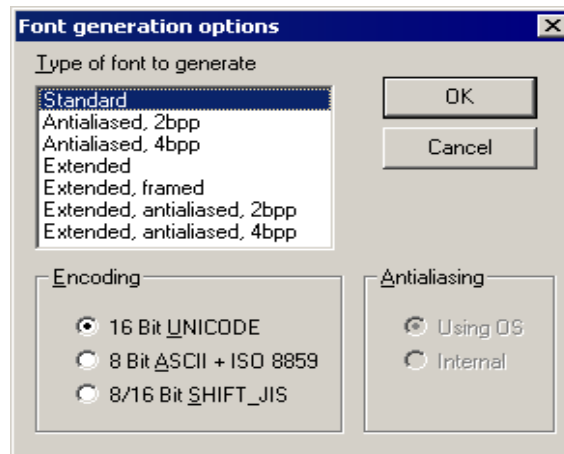 Font generation options
Type of font to generate
Standard
Antialiased, 2bpp
Antialiased, 4bpp
Extended
Extended, framed
Extended, antialiased, 2bpp
Extended, antialiased, 4bpp
OK
Cancel
Encoding
16 Bit UNICODE
8 Bit ASCII + ISO 8859
8/16 Bit SHIFT_JIS
Antialiasing
Using OS
Internal